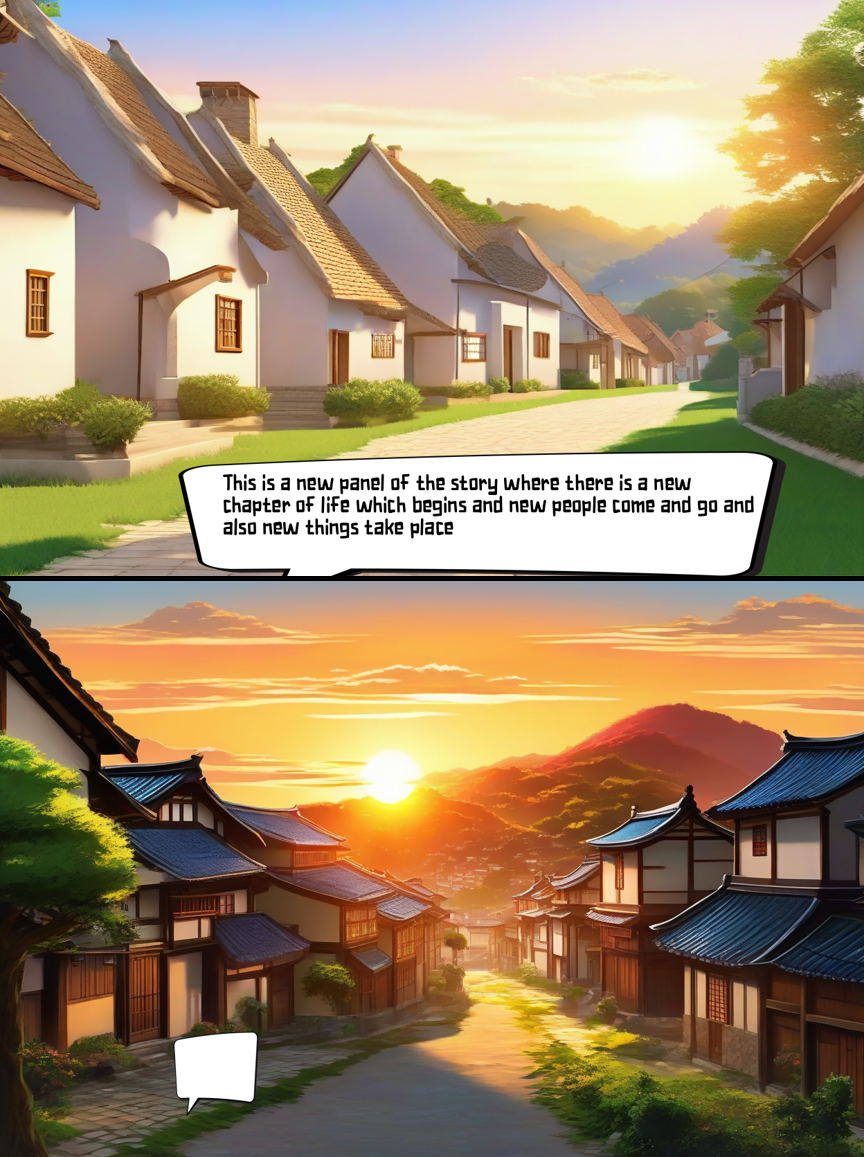 This is a new panel of the story where there is a new
chapter of life which begins and new people come and go and
also new things take place